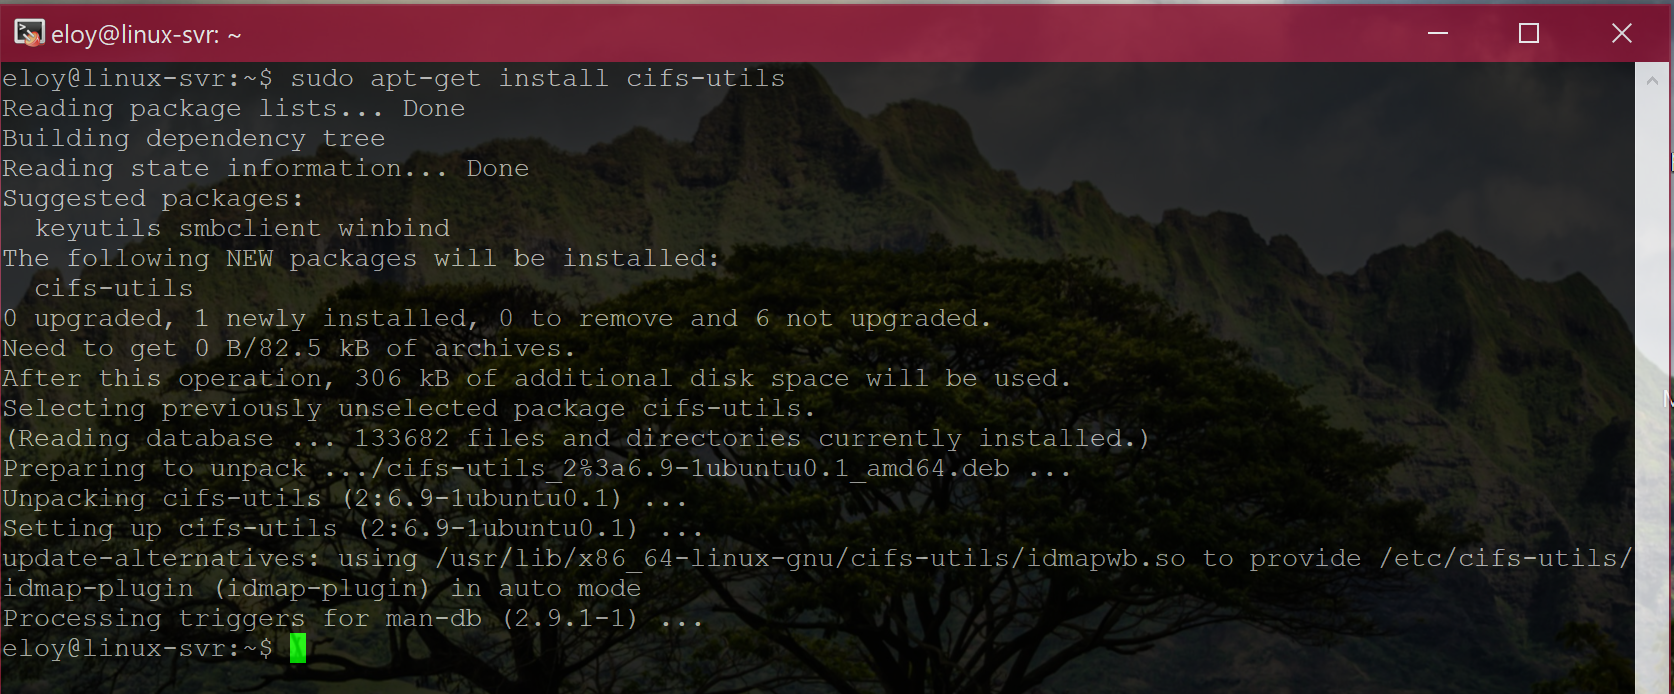 eloy@linux-svr: ~
eloy@linux-svr:~$ sudo apt-get install cifs-utils
Reading package lists... Done
Building dependency tree
Reading state information... Done
Suggested packages:
  keyutils smbclient winbind
The following NEW packages will be installed:
  cifs-utils
0 upgraded, 1 newly installed, 0 to remove and 6 not upgraded.
Need to get 0 B/82.5 kB of archives.
After this operation, 306 kB of additional disk space will be used.
Selecting previously unselected package cifs-utils.
(Reading database ... 133682 files and directories currently installed.)
Preparing to unpack .../cifs-utils_2%3a6.9-1ubuntu0.1_amd64.deb ...
Unpacking cifs-utils (2:6.9-1ubuntu0.1) ...
Setting up cifs-utils (2:6.9-1ubuntu0.1) ...
update-alternatives: using /usr/lib/x86_64-linux-gnu/cifs-utils/idmapwb.so to provide /etc/cifs-utils/
idmap-plugin (idmap-plugin) in auto mode
Processing triggers for man-db (2.9.1-1) ...
eloy@linux-svr:~$